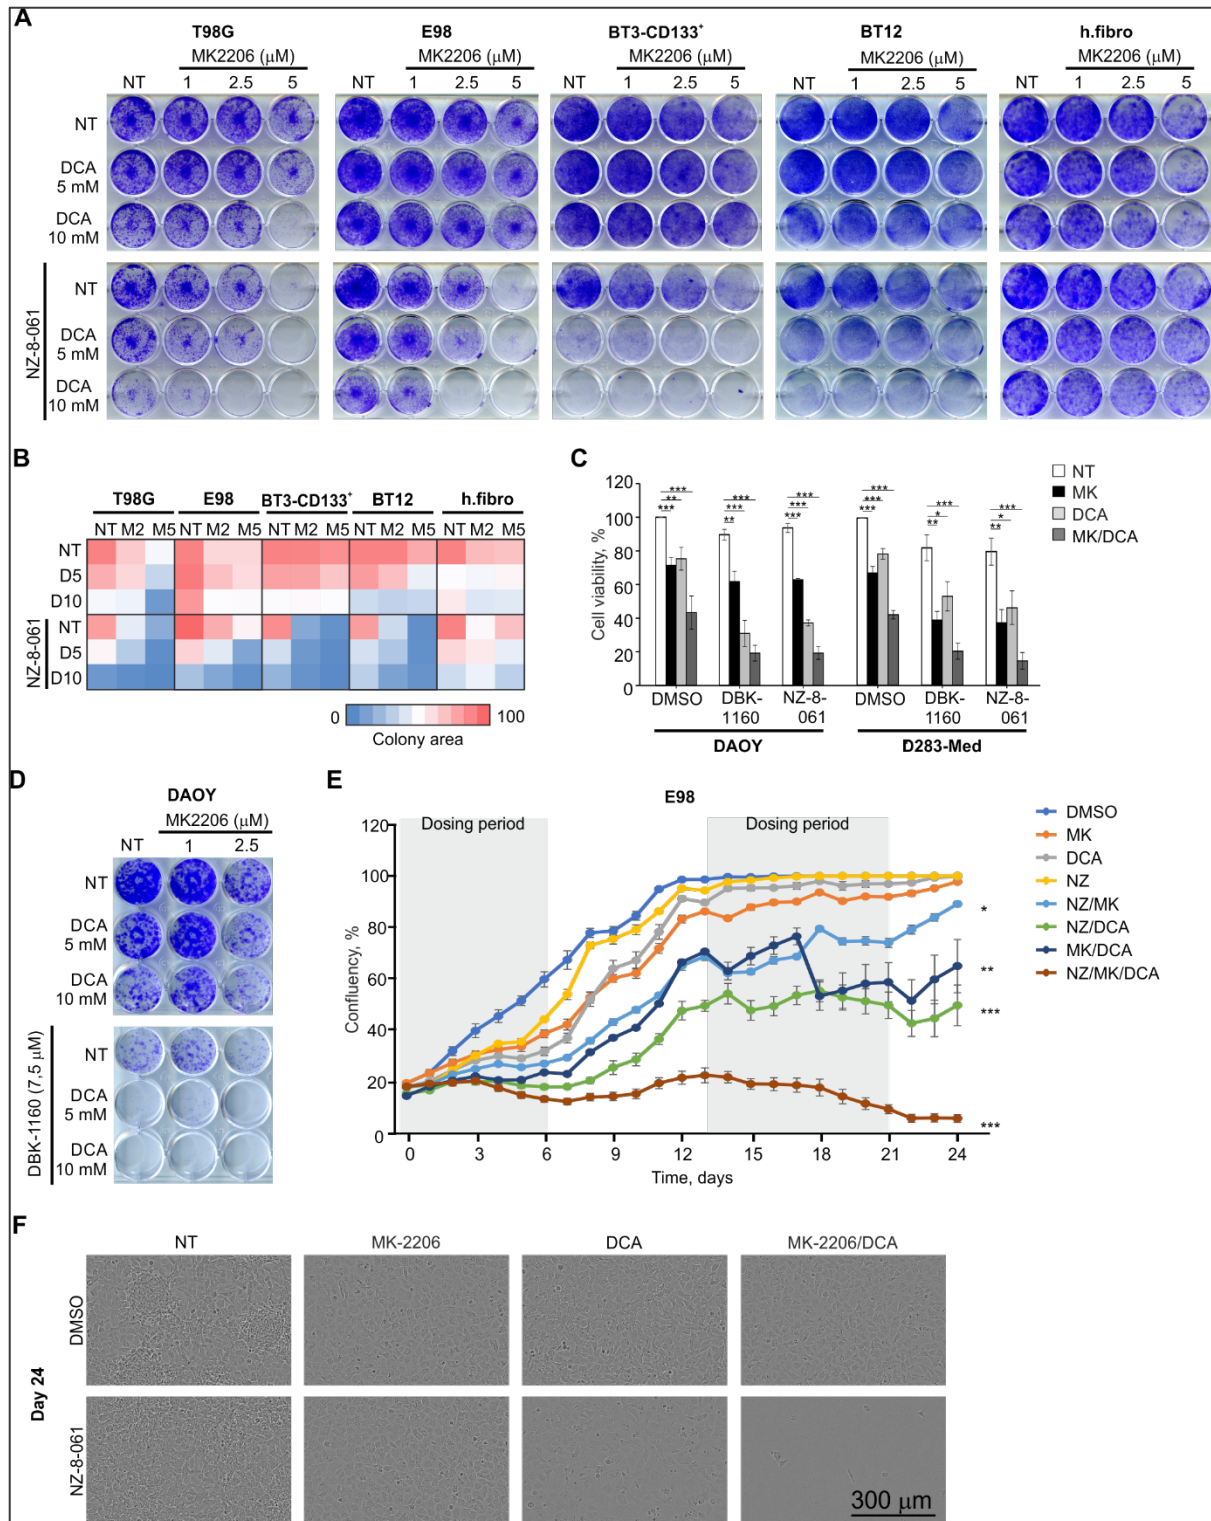 A
T98G E98 BT3-CD133+ BT12 h.fibro
MK2206 (μM) MK2206 (μM) MK2206 (μM) MK2206 (μM) MK2206 (μM)
NT 1 2.5 5 NT 1 2.5 5 NT 1 2.5 5 NT 1 2.5 5 NT 1 2.5 5
NT
DCA
5 mM
DCA
10 mM
NZ-8-061
NT
DCA
5 mM
DCA
10 mM
B
T98G E98 BT3-CD133+ BT12 h.fibro
NT M2 M5 NT M2 M5 NT M2 M5 NT M2 M5 NT M2 M5
NT
D5
D10
NZ-8-061
NT
D5
D10
0 100
Colony area
C
Cell viability, %
120
100
80
60
40
20
0
*** ** ***
*** *** **
*** *** ***
*** *** ***
*** * **
*** * **
NT
MK
DCA
MK/DCA
DMSO DBK-1160 NZ-8-061 DMSO DBK-1160 NZ-8-061
DAOY D283-Med
D
DAOY
MK2206 (μM)
NT 1 2.5
NT
DCA
5 mM
DCA
10 mM
DBK-1160 (7,5 μM)
NT
DCA
5 mM
DCA
10 mM
E
E98
Dosing period Dosing period
Confluency, %
120
100
80
60
40
20
0
0 3 6 9 12 15 18 21 24
Time, days
*
**
***
***
DMSO
MK
DCA
NZ
NZ/MK
NZ/DCA
MK/DCA
NZ/MK/DCA
F
NT MK-2206 DCA MK-2206/DCA
Day 24
DMSO
NZ-8-061
300 μm